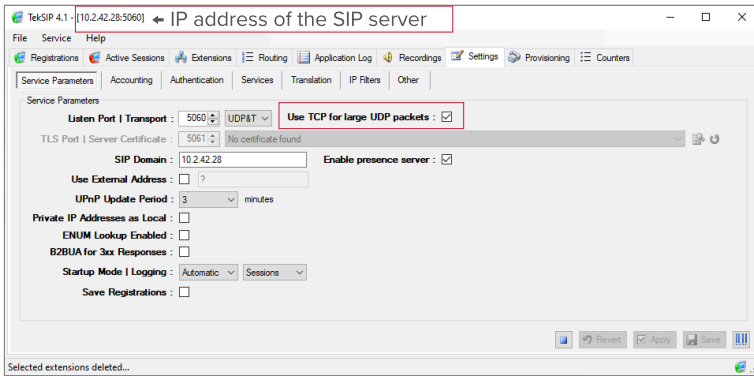 TekSIP 4.1 - [10.2.42.28:5060] IP address of the SIP server
File Service Help
Registrations Active Sessions Extensions Routing Application Log Recordings Settings Provisioning Counters
Service Parameters Accounting Authentication Services Translation IP Filters Other
Service Parameters
Listen Port | Transport : 5060 UDP&T Use TCP for large UDP packets :
TLS Port | Server Certificate : 5061 No certificate found
SIP Domain : 10.2.42.28 Enable presence server :
Use External Address : ?
UPnP Update Period : 3 minutes
Private IP Addresses as Local :
ENUM Lookup Enabled :
B2BUA for 3xx Responses :
Startup Mode | Logging : Automatic Sessions
Save Registrations :
Revert Apply Save
Selected extensions deleted...